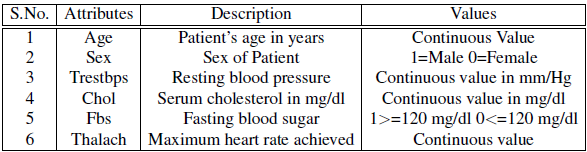 S.No. Attributes Description Values
1 Age Patient's age in years Continuous Value
2 Sex Sex of Patient 1=Male 0=Female
3 Trestbps Resting blood pressure Continuous value in mm/Hg
4 Chol Serum cholesterol in mg/dl Continuous value in mg/dl
5 Fbs Fasting blood sugar 1>=120 mg/dl 0<=120 mg/dl
6 Thalach Maximum heart rate achieved Continuous value